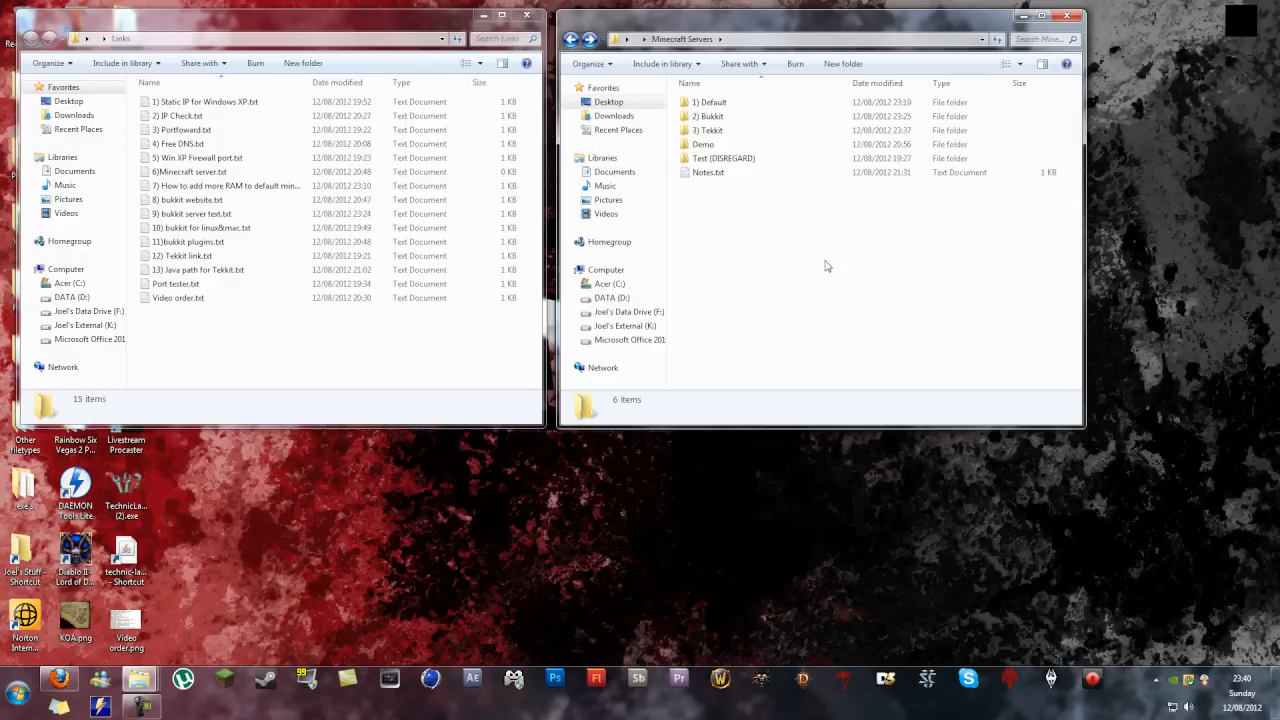 Links
Search Links
Organize
Include in library
Share with
Burn
New folder
Favorites
Desktop
Downloads
Recent Places
Libraries
Documents
Music
Pictures
Videos
Homegroup
Computer
Acer (C:)
DATA (D:)
Joel's Data Drive (F:)
Joel's External (K:)
Microsoft Office 201
Network
Name Date modified Type Size
1) Static IP for Windows XP.txt 12/08/2012 19:52 Text Document 1 KB
2) IP Check.txt 12/08/2012 20:27 Text Document 1 KB
3) Portfoward.txt 12/08/2012 19:22 Text Document 1 KB
4) Free DNS.txt 12/08/2012 20:08 Text Document 1 KB
5) Win XP Firewall port.txt 12/08/2012 19:23 Text Document 1 KB
6)Minecraft server.txt 12/08/2012 20:48 Text Document 0 KB
7) How to add more RAM to default min... 12/08/2012 23:10 Text Document 1 KB
8) bukkit website.txt 12/08/2012 20:47 Text Document 1 KB
9) bukkit server text.txt 12/08/2012 23:24 Text Document 1 KB
10) bukkit for linux&mac.txt 12/08/2012 19:49 Text Document 1 KB
11)bukkit plugins.txt 12/08/2012 20:48 Text Document 1 KB
12) Tekkit link.txt 12/08/2012 19:21 Text Document 1 KB
13) Java path for Tekkit.txt 12/08/2012 21:02 Text Document 1 KB
Port tester.txt 12/08/2012 19:34 Text Document 1 KB
Video order.txt 12/08/2012 20:30 Text Document 1 KB
15 items
Minecraft Servers
Search Mine...
Organize
Include in library
Share with
Burn
New folder
Favorites
Desktop
Downloads
Recent Places
Libraries
Documents
Music
Pictures
Videos
Homegroup
Computer
Acer (C:)
DATA (D:)
Joel's Data Drive (F:)
Joel's External (K:)
Microsoft Office 201
Network
Name Date modified Type Size
1) Default 12/08/2012 23:19 File folder
2) Bukkit 12/08/2012 23:25 File folder
3) Tekkit 12/08/2012 23:37 File folder
Demo 12/08/2012 20:56 File folder
Test (DISREGARD) 12/08/2012 19:27 File folder
Notes.txt 12/08/2012 21:31 Text Document 1 KB
6 items
Other
filetypes
Rainbow Six
Vegas 2 P...
Livestream
Procaster
exe's
DAEMON
Tools Lite
TechnicLa...
(2).exe
Joel's Stuff -
Shortcut
Diablo II -
Lord of D...
technic-la...
- Shortcut
Norton
Intern...
KOA.png
Video
order.png
99
Ae
Ps
Fl
Sb
Pr
23:40
Sunday
12/08/2012